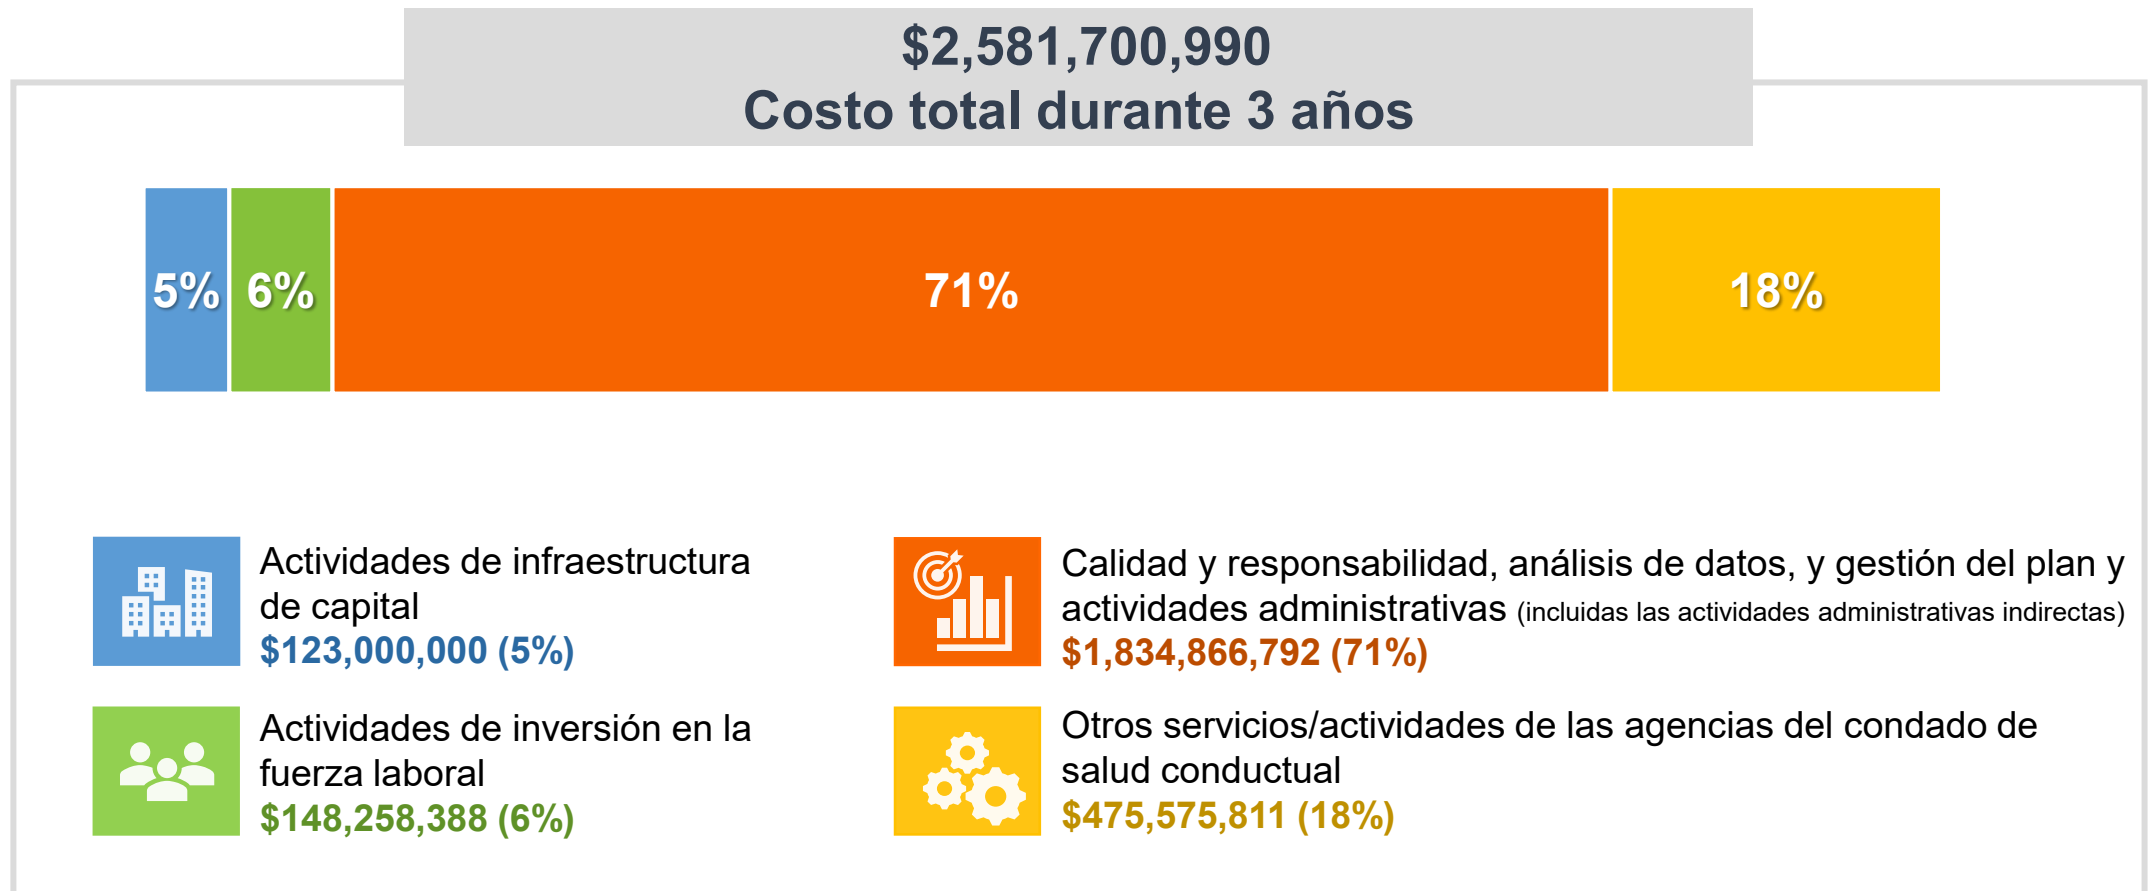 $2,581,700,990
Costo total durante 3 años
5%
6%
71%
18%
Actividades de infraestructura
de capital
$123,000,000 (5%)
Actividades de inversión en la
fuerza laboral
$148,258,388 (6%)
Calidad y responsabilidad, análisis de datos, y gestión del plan y
actividades administrativas (incluidas las actividades administrativas indirectas)
$1,834,866,792 (71%)
Otros servicios/actividades de las agencias del condado de
salud conductual
$475,575,811 (18%)